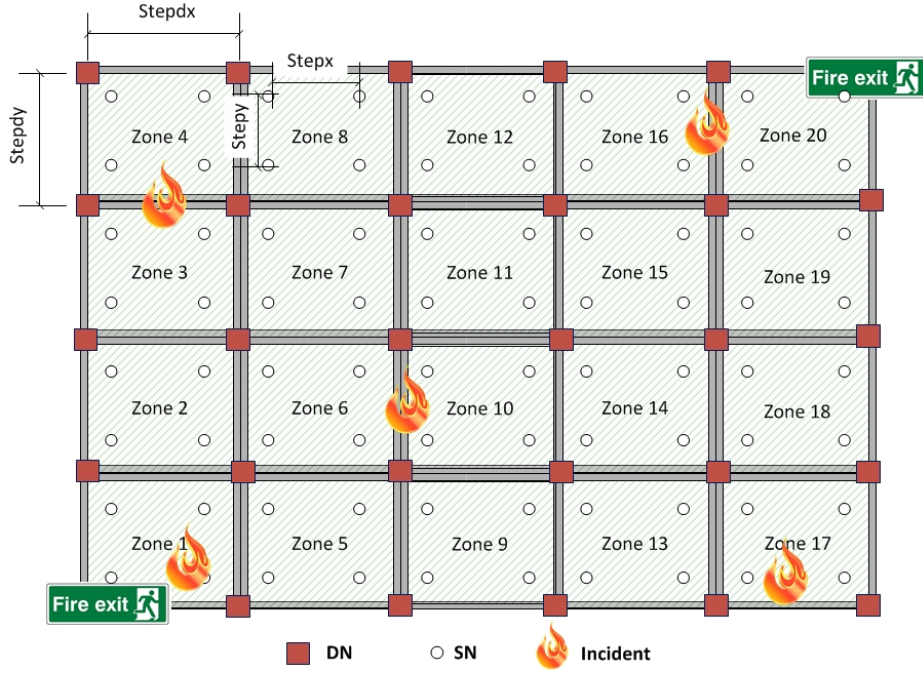 Stepdx
Stepx
Fire exit
Stepdy
Stepy
Zone 4
Zone 8
Zone 12
Zone 16
Zone 20
Zone 3
Zone 7
Zone 11
Zone 15
Zone 19
Zone 2
Zone 6
Zone 10
Zone 14
Zone 18
Zone 1
Zone 5
Zone 9
Zone 13
Zone 17
Fire exit
DN
SN
Incident